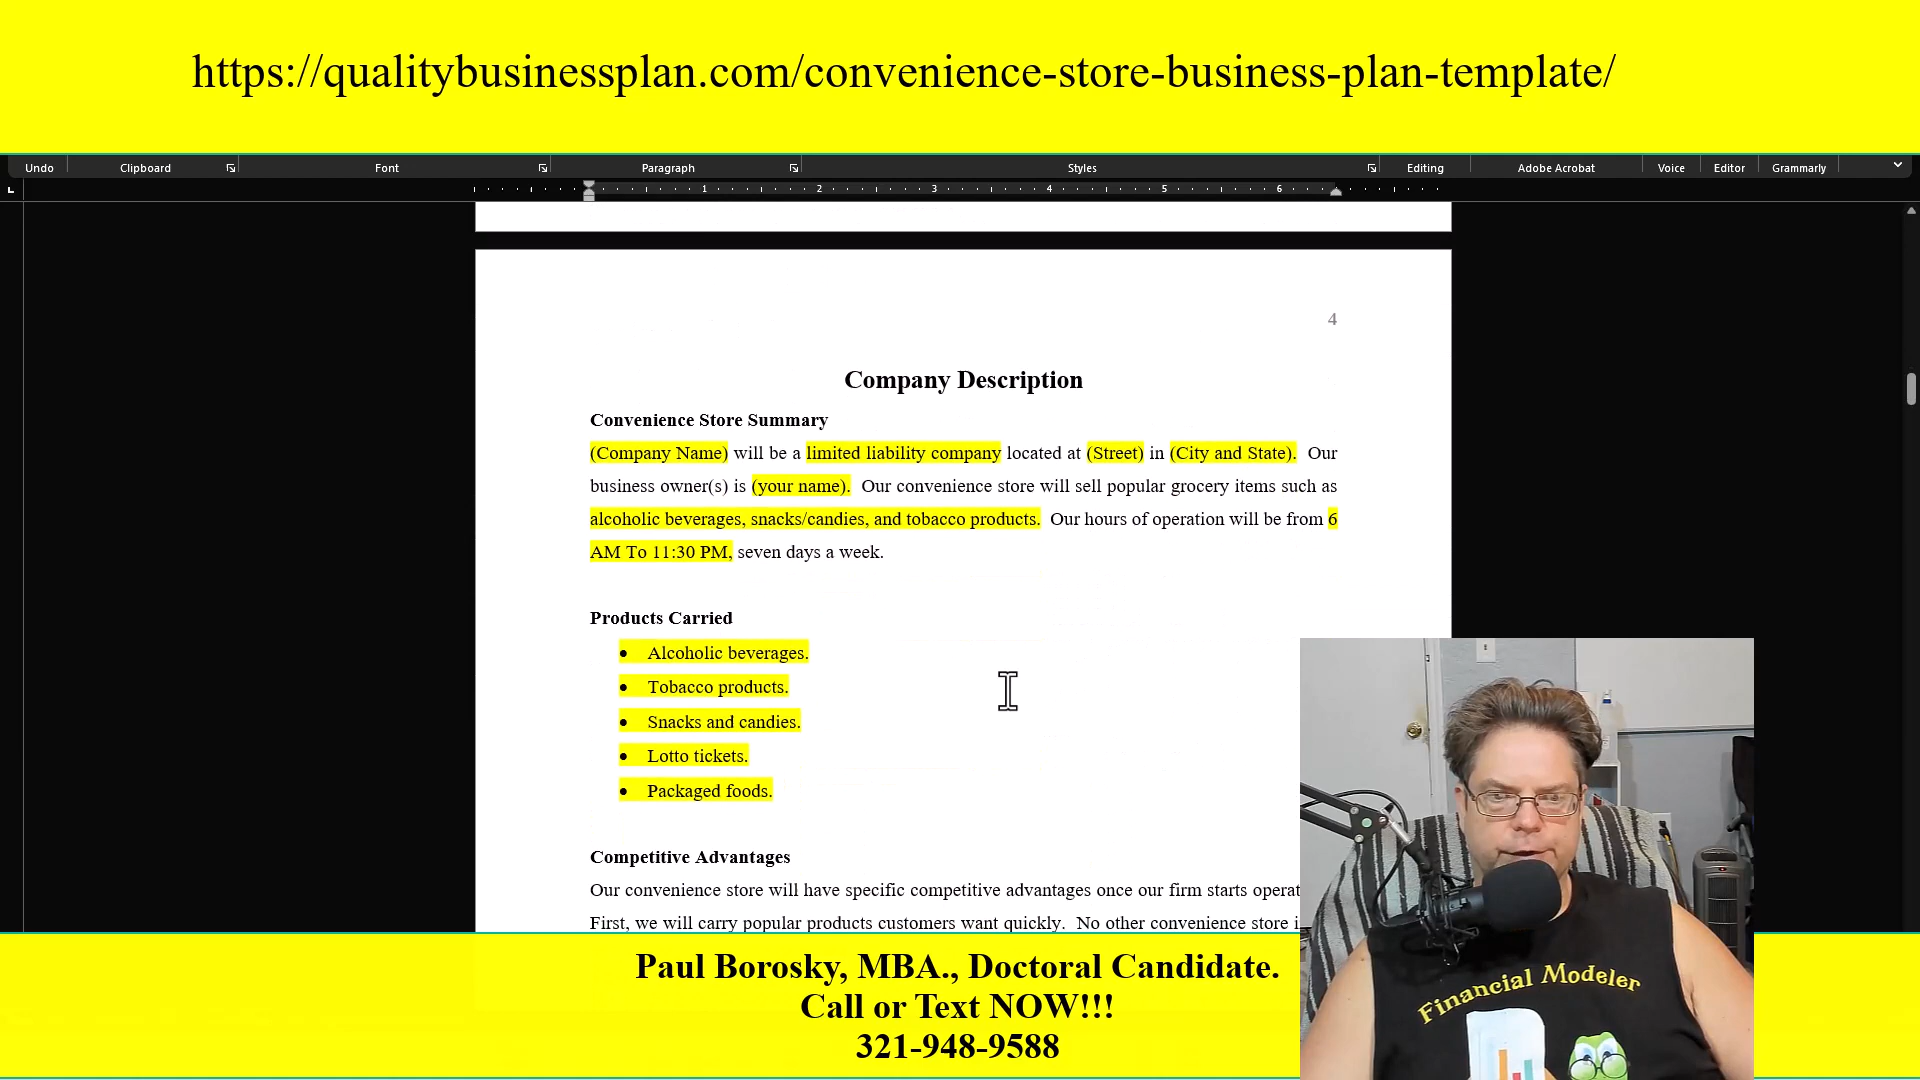 https://qualitybusinessplan.com/convenience-store-business-plan-template/
Undo Clipboard Font Paragraph Styles Editing Adobe Acrobat Voice Editor Grammarly
1 2 3 4 5 6
4
Company Description
Convenience Store Summary
(Company Name) will be a limited liability company located at (Street) in (City and State). Our
business owner(s) is (your name). Our convenience store will sell popular grocery items such as
alcoholic beverages, snacks/candies, and tobacco products. Our hours of operation will be from 6
AM To 11:30 PM, seven days a week.
Products Carried
• Alcoholic beverages.
• Tobacco products.
• Snacks and candies.
• Lotto tickets.
• Packaged foods.
Competitive Advantages
Our convenience store will have specific competitive advantages once our firm starts
First, we will carry popular products customers want quickly. No other convenience store
Paul Borosky, MBA., Doctoral Candidate.
Call or Text NOW!!!
321-948-9588
Financial Modeler